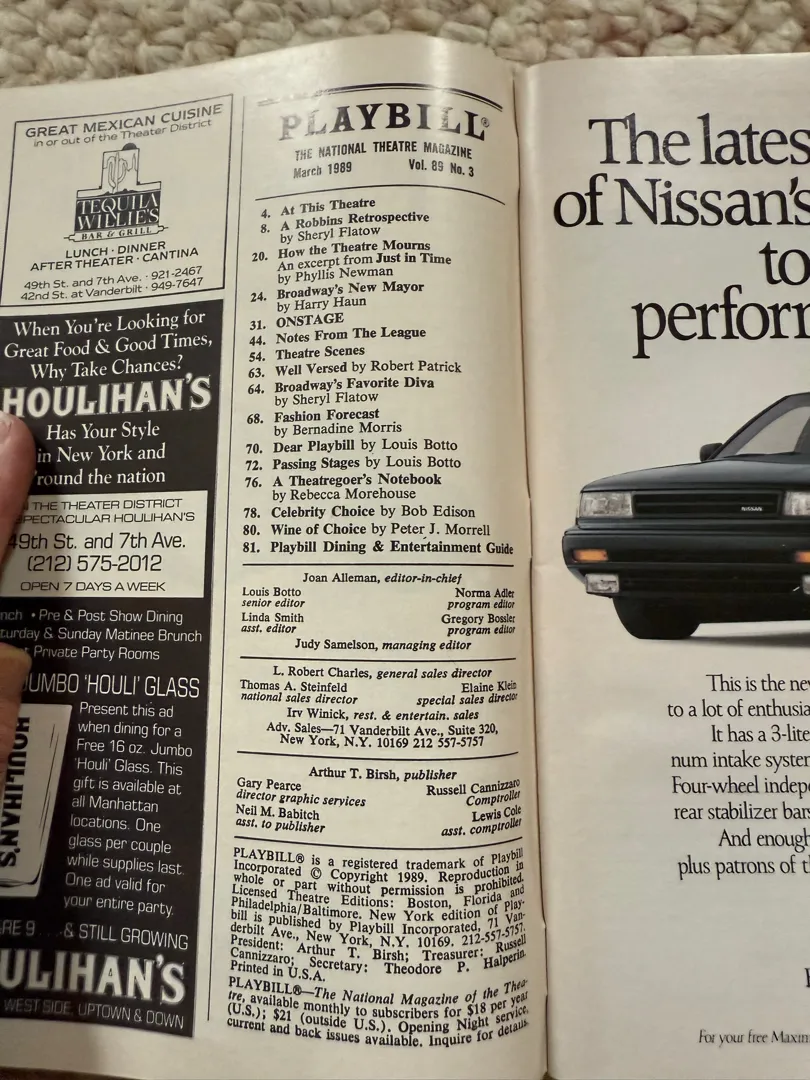 GREAT MEXICAN CUISINE
in or out of the Theater District
TEQUILA
WILLIE'S
BAR & GRILL
LUNCH · DINNER
AFTER THEATER · CANTINA
49th St. and 7th Ave. · 921-2467
42nd St. at Vanderbilt · 949-7647
When You're Looking for
Great Food & Good Times,
Why Take Chances?
HOULIHAN'S
Has Your Style
in New York and
'round the nation
THE THEATER DISTRICT
SPECTACULAR HOULIHAN'S
49th St. and 7th Ave.
(212) 575-2012
OPEN 7 DAYS A WEEK
• Pre & Post Show Dining
& Sunday Matinee Brunch
Private Party Rooms
JUMBO 'HOULI' GLASS
HOULIHAN'S
Present this ad
when dining for a
Free 16 oz. Jumbo
'Houli' Glass. This
gift is available at
all Manhattan
locations. One
glass per couple
while supplies last.
One ad valid for
your entire party.
9 . . . & STILL GROWING
ULIHAN'S
WEST SIDE, UPTOWN & DOWN
PLAYBILL®
THE NATIONAL THEATRE MAGAZINE
March 1989 Vol. 89 No. 3
4. At This Theatre
8. A Robbins Retrospective
by Sheryl Flatow
20. How the Theatre Mourns
An excerpt from Just in Time
by Phyllis Newman
24. Broadway's New Mayor
by Harry Haun
31. ONSTAGE
44. Notes From The League
54. Theatre Scenes
63. Well Versed by Robert Patrick
64. Broadway's Favorite Diva
by Sheryl Flatow
68. Fashion Forecast
by Bernadine Morris
70. Dear Playbill by Louis Botto
72. Passing Stages by Louis Botto
76. A Theatregoer's Notebook
by Rebecca Morehouse
78. Celebrity Choice by Bob Edison
80. Wine of Choice by Peter J. Morrell
81. Playbill Dining & Entertainment Guide
Joan Alleman, editor-in-chief
Louis Botto Norma Adler
senior editor program editor
Linda Smith Gregory Bossler
asst. editor program editor
Judy Samelson, managing editor
L. Robert Charles, general sales director
Thomas A. Steinfeld Elaine Klein
national sales director special sales director
Irv Winick, rest. & entertain. sales
Adv. Sales—71 Vanderbilt Ave., Suite 320,
New York, N.Y. 10169 212 557-5757
Arthur T. Birsh, publisher
Gary Pearce Russell Cannizzaro
director graphic services Comptroller
Neil M. Babitch Lewis Cole
asst. to publisher asst. comptroller
PLAYBILL® is a registered trademark of Playbill
Incorporated © Copyright 1989. Reproduction in
whole or part without permission is prohibited.
Licensed Theatre Editions: Boston, Florida and
Philadelphia/Baltimore. New York edition of Play-
bill is published by Playbill Incorporated, 71 Van-
derbilt Ave., New York, N.Y. 10169. 212-557-5757.
President: Arthur T. Birsh; Treasurer: Russell
Cannizzaro; Secretary: Theodore P. Halperin.
Printed in U.S.A.
PLAYBILL®—The National Magazine of the Thea-
tre, available monthly to subscribers for $18 per year
(U.S.); $21 (outside U.S.). Opening Night service,
current and back issues available. Inquire for details.
The lates
of Nissan's
to
perfor
NISSAN
This is the
to a lot of enthusia
It has a 3-lite
num intake system
Four-wheel indep
rear stabilizer bars
And enough
plus patrons of
For your free Maxim